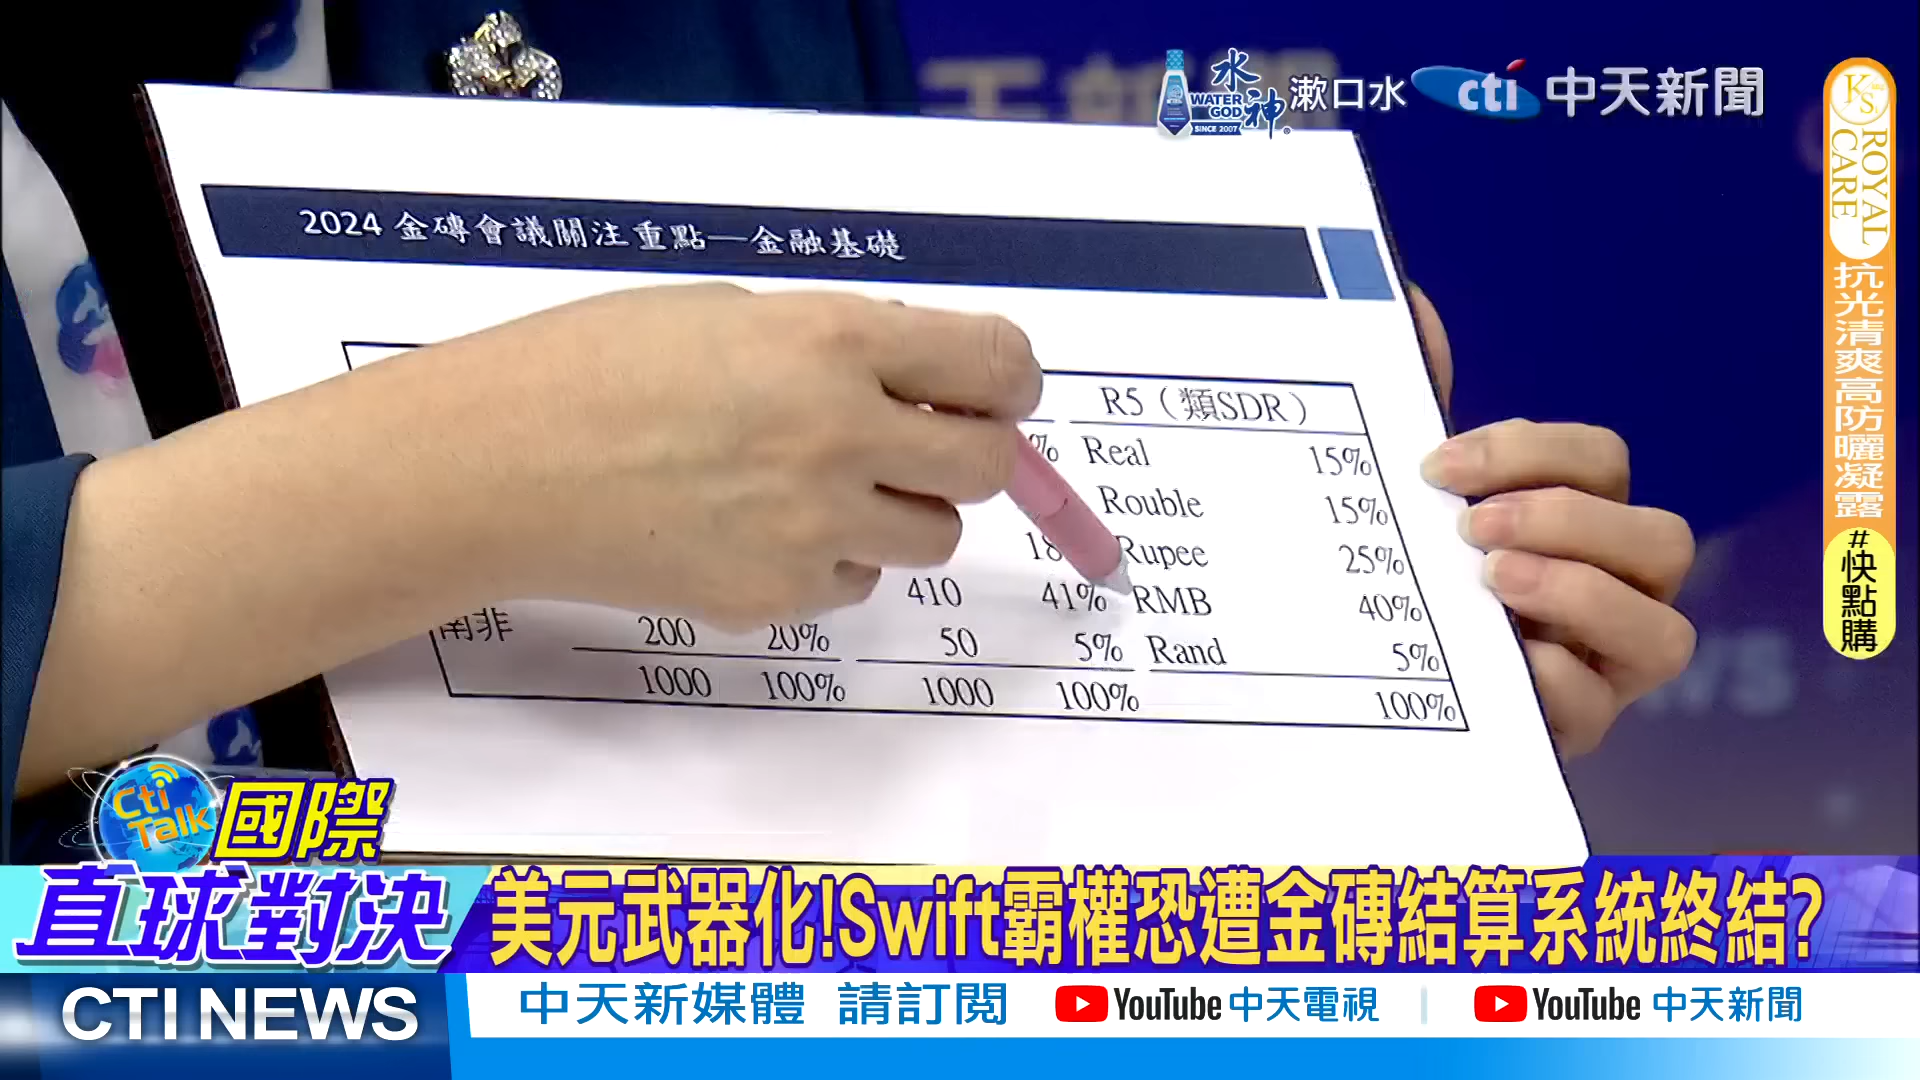 水神
WATER GOD
SINCE 2007
漱口水
cti 中天新聞
KS
ROYAL CARE
抗光清爽高防曬凝露
#快點購
2024 金磚會議關注重點—金融基礎
R5（類SDR）
% Real 15%
Rouble 15%
18 Rupee 25%
410 41% RMB 40%
南非 200 20% 50 5% Rand 5%
1000 100% 1000 100% 100%
Cti Talk
國際
直球對決
美元武器化!Swift霸權恐遭金磚結算系統終結?
CTI NEWS
中天新媒體 請訂閱 YouTube 中天電視 | YouTube 中天新聞